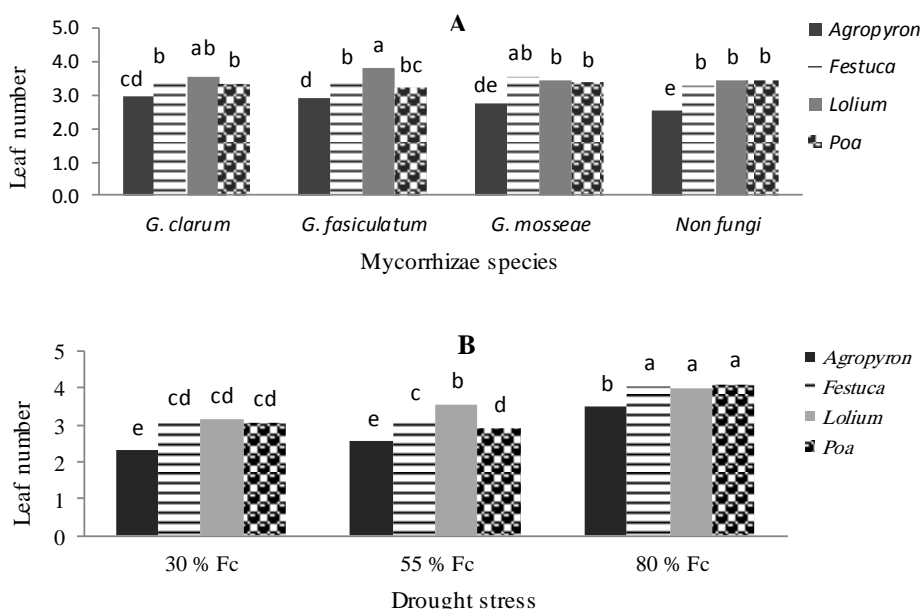 A
5.0
4.0
3.0
2.0
1.0
0.0
Leaf number
cd b ab b
d b a bc
de ab b b
e b b b
Agropyron
Festuca
Lolium
Poa
G. clarum G. fasiculatum G. mosseae Non fungi
Mycorrhizae species
B
5
4
3
2
1
0
Leaf number
e cd cd cd
e c b d
b a a a
Agropyron
Festuca
Lolium
Poa
30 % Fc 55 % Fc 80 % Fc
Drought stress